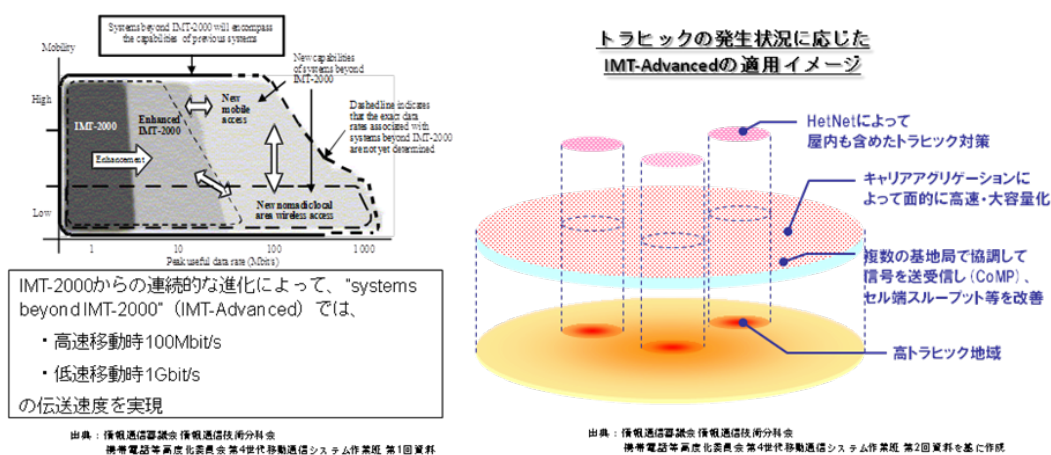 Systems beyond IMT-2000 will encompass
the capabilities of previous systems
Mobility
High
Low
IMT-2000
Enhanced
IMT-2000
Enhancement
New
mobile
access
New capabilities
of systems beyond
IMT-2000
Dashed line indicates
that the exact data
rates associated with
systems beyond IMT-2000
are not yet determined
New nomadic local
area wireless access
1
10
100
1 000
Peak useful data rate (Mbit/s)
IMT-2000からの連続的な進化によって、"systems
beyond IMT-2000"（IMT-Advanced）では、
・高速移動時100Mbit/s
・低速移動時1Gbit/s
の伝送速度を実現
出典：情報通信審議会 情報通信技術分科会
携帯電話等高度化委員会 第4世代移動通信システム作業班 第1回資料
トラヒックの発生状況に応じた
IMT-Advancedの適用イメージ
HetNetによって
屋内も含めたトラヒック対策
キャリアアグリゲーションに
よって面的に高速・大容量化
複数の基地局で協調して
信号を送受信し（CoMP）、
セル端スループット等を改善
高トラヒック地域
出典：情報通信審議会 情報通信技術分科会
携帯電話等高度化委員会 第4世代移動通信システム作業班 第2回資料を基に作成